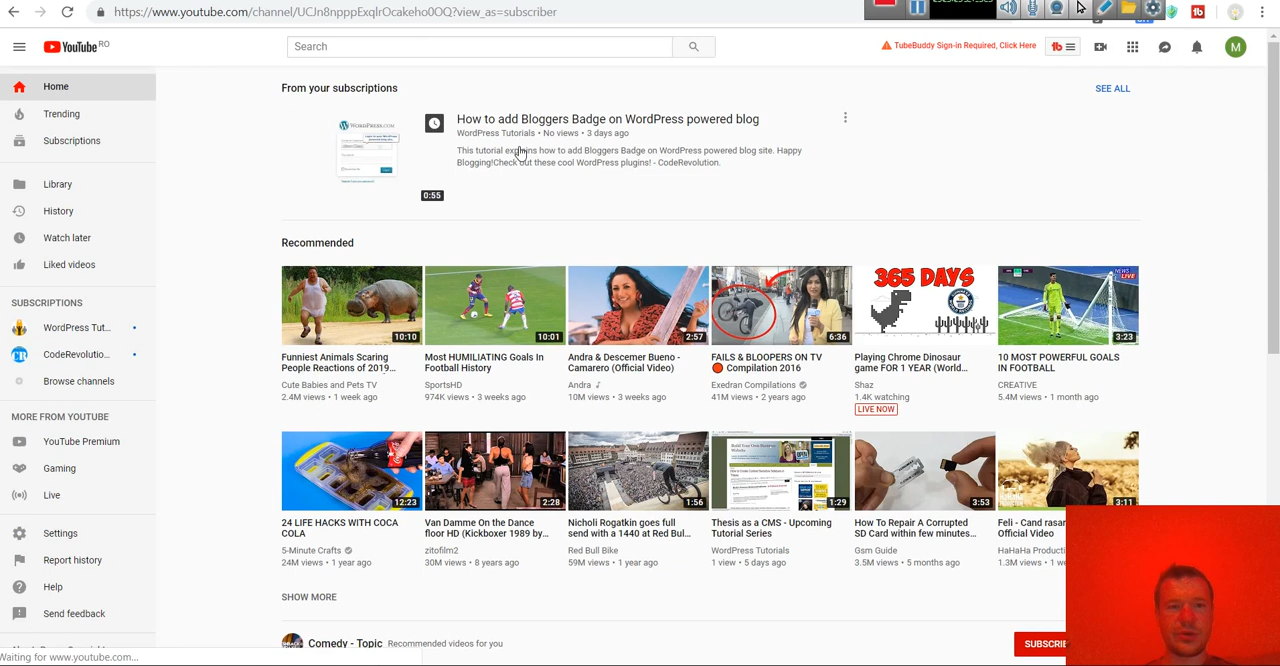 https://www.youtube.com/channel/UCJn8npppExqIrOcakeho0OQ?view_as=subscriber
YouTube RO
Search
TubeBuddy Sign-in Required, Click Here
M
Home
Trending
Subscriptions
Library
History
Watch later
Liked videos
SUBSCRIPTIONS
WordPress Tut...
CodeRevolutio...
Browse channels
MORE FROM YOUTUBE
YouTube Premium
Gaming
Live
Settings
Report history
Help
Send feedback
Waiting for www.youtube.com...
From your subscriptions
SEE ALL
WORDPRESS.COM
0:55
How to add Bloggers Badge on WordPress powered blog
WordPress Tutorials • No views • 3 days ago
This tutorial explains how to add Bloggers Badge on WordPress powered blog site. Happy
Blogging!Check out these cool WordPress plugins! - CodeRevolution.
Recommended
10:10
10:01
2:57
6:36
365 DAYS
NEWS LIVE
3:23
Funniest Animals Scaring
People Reactions of 2019...
Cute Babies and Pets TV
2.4M views • 1 week ago
Most HUMILIATING Goals In
Football History
SportsHD
974K views • 3 weeks ago
Andra & Descemer Bueno -
Camarero (Official Video)
Andra
10M views • 3 weeks ago
FAILS & BLOOPERS ON TV
Compilation 2016
Exedran Compilations
41M views • 2 years ago
Playing Chrome Dinosaur
game FOR 1 YEAR (World...
Shaz
1.4K watching
LIVE NOW
10 MOST POWERFUL GOALS
IN FOOTBALL
CREATIVE
5.4M views • 1 month ago
12:23
2:28
1:56
1:29
3:53
3:11
24 LIFE HACKS WITH COCA
COLA
5-Minute Crafts
24M views • 1 year ago
Van Damme On the Dance
floor HD (Kickboxer 1989 by...
zitofilm2
30M views • 8 years ago
Nicholi Rogatkin goes full
send with a 1440 at Red Bul...
Red Bull Bike
59M views • 1 year ago
Thesis as a CMS - Upcoming
Tutorial Series
WordPress Tutorials
1 view • 5 days ago
How To Repair A Corrupted
SD Card within few minutes...
Gsm Guide
3.5M views • 5 months ago
Feli - Cand rasar
Official Video
HaHaHa Producti
1.3M views • 1 we
SHOW MORE
Comedy - Topic Recommended videos for you
SUBSCRIBE